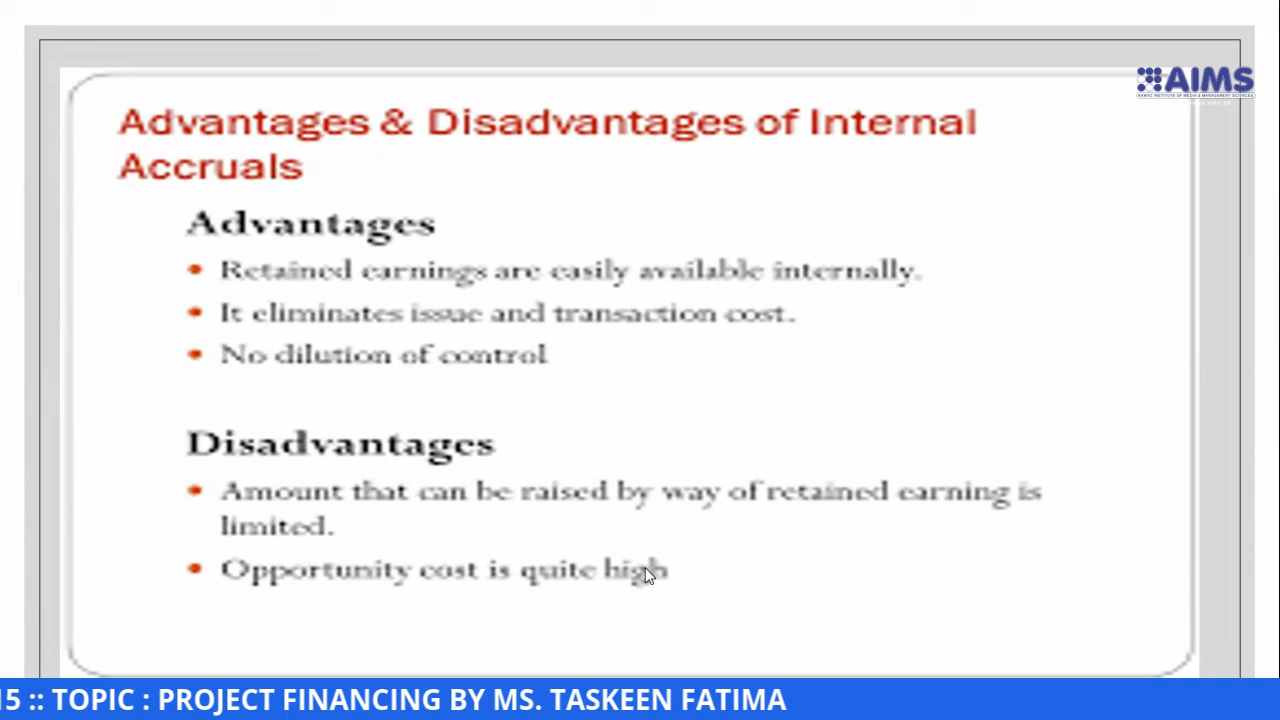 AIMS
Advantages & Disadvantages of Internal
Accruals
Advantages
• Retained earnings are easily available internally.
• It eliminates issue and transaction cost.
• No dilution of control
Disadvantages
• Amount that can be raised by way of retained earning is
limited.
• Opportunity cost is quite high
15 :: TOPIC : PROJECT FINANCING BY MS. TASKEEN FATIMA